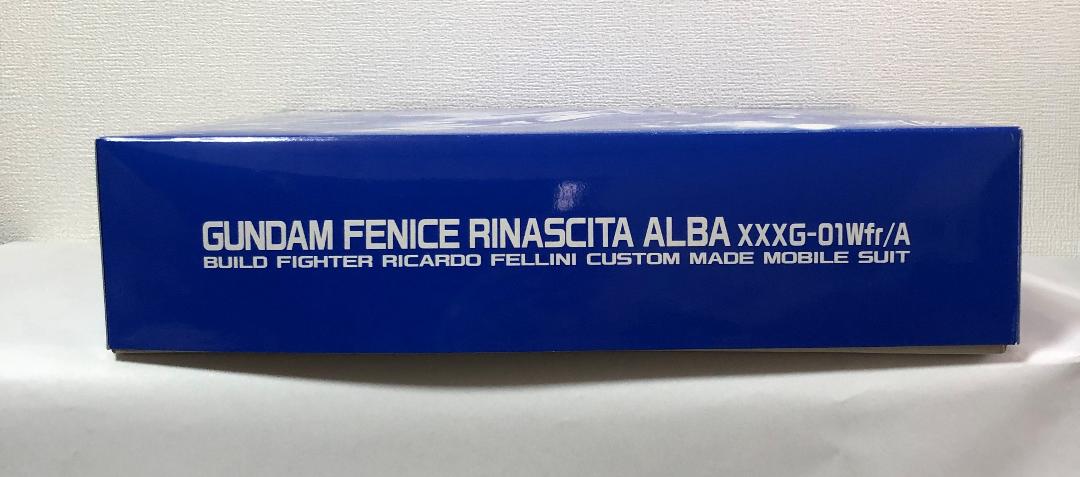 GUNDAM FENICE RINASCITA ALBA XXXG-01Wfr/A
BUILD FIGHTER RICARDO FELLINI CUSTOM MADE MOBILE SUIT